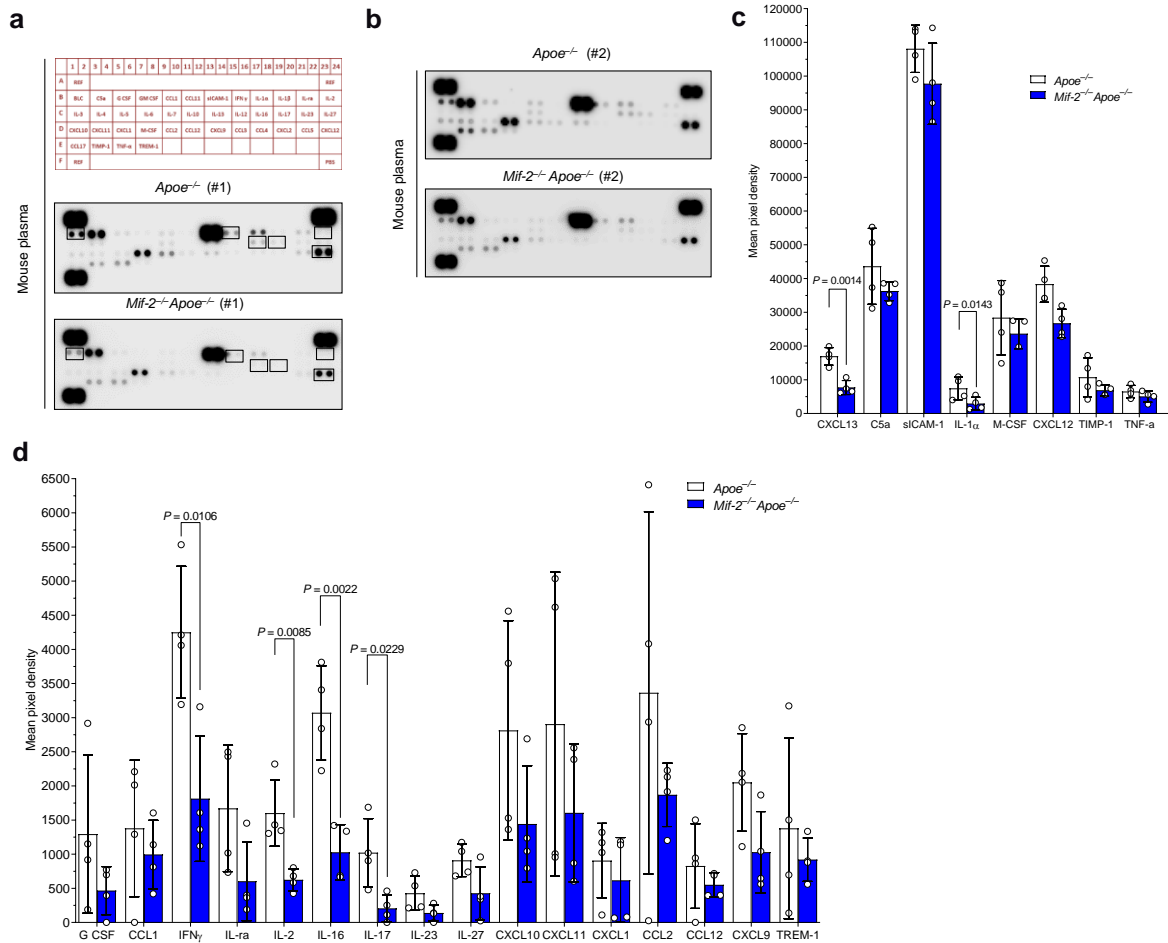 a
1 2 3 4 5 6 7 8 9 10 11 12 13 14 15 16 17 18 19 20 21 22 23 24
A REF REF
B BLC C5a G CSF GM CSF CCL1 CCL11 sICAM-1 IFN γ IL-1α IL-1β IL-ra IL-2
C IL-3 IL-4 IL-5 IL-6 IL-7 IL-10 IL-13 IL-12 IL-16 IL-17 IL-23 IL-27
D CXCL10 CXCL11 CXCL1 M-CSF CCL2 CCL12 CXCL9 CCL3 CCL4 CXCL2 CCL5 CXCL12
E CCL17 TIMP-1 TNF-α TREM-1
F REF PBS
Mouse plasma
Apoe−/− (#1)
Mif-2−/−Apoe−/− (#1)
b
Mouse plasma
Apoe−/− (#2)
Mif-2−/− Apoe−/− (#2)
c
Mean pixel density
120000
110000
100000
90000
80000
70000
60000
50000
40000
30000
20000
10000
0
Apoe−/−
Mif-2−/−Apoe−/−
P = 0.0014
P = 0.0143
CXCL13 C5a sICAM-1 IL-1α M-CSF CXCL12 TIMP-1 TNF-a
d
Mean pixel density
6500
6000
5500
5000
4500
4000
3500
3000
2500
2000
1500
1000
500
0
Apoe−/−
Mif-2−/−Apoe−/−
P = 0.0106
P = 0.0085
P = 0.0022
P = 0.0229
G CSF CCL1 IFNγ IL-ra IL-2 IL-16 IL-17 IL-23 IL-27 CXCL10 CXCL11 CXCL1 CCL2 CCL12 CXCL9 TREM-1